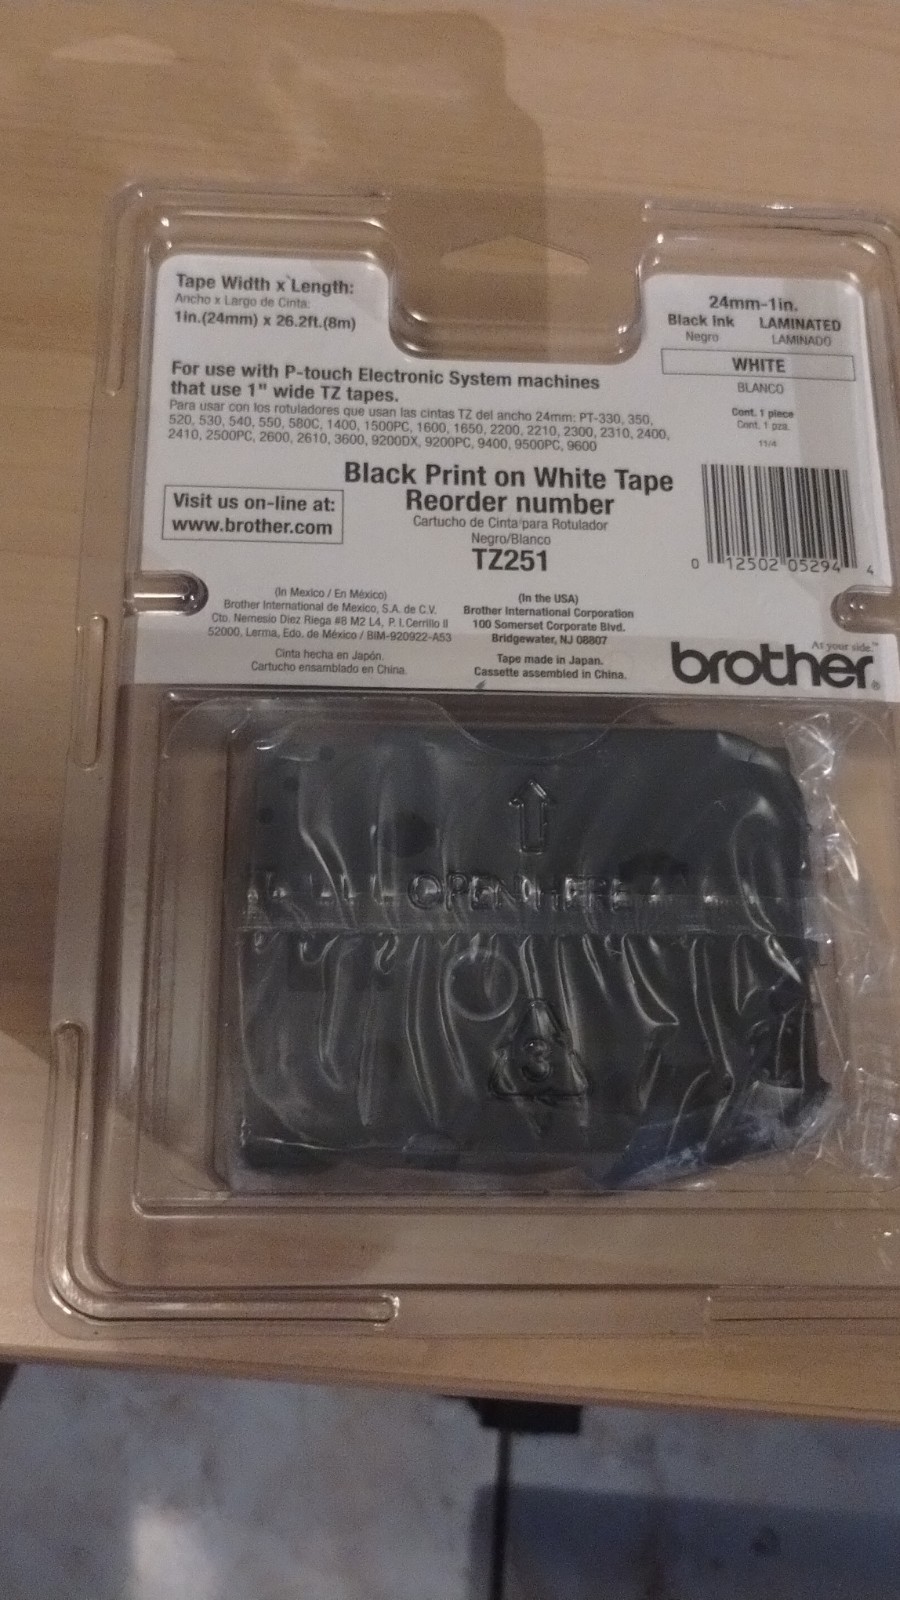 Tape Width x Length:
Ancho x Largo de Cinta:
1in.(24mm) x 26.2ft.(8m)
24mm-1in.
Black Ink LAMINATED
Negro LAMINADO
WHITE
BLANCO
Cont. 1 piece
Cont. 1 pza.
11/4
For use with P-touch Electronic System machines
that use 1" wide TZ tapes.
Para usar con los rotuladores que usan las cintas TZ del ancho 24mm: PT-330, 350,
520, 530, 540, 550, 580C, 1400, 1500PC, 1600, 1650, 2200, 2210, 2300, 2310, 2400,
2410, 2500PC, 2600, 2610, 3600, 9200DX, 9200PC, 9400, 9500PC, 9600
Black Print on White Tape
Reorder number
Cartucho de Cinta para Rotulador
Negro/Blanco
TZ251
Visit us on-line at:
www.brother.com
0 12502 05294 4
(In Mexico / En México)
Brother International de Mexico, S.A. de C.V.
Cto. Nemesio Diez Riega #8 M2 L4, P. I. Cerrillo II
52000, Lerma, Edo. de México / BIM-920922-A53
Cinta hecha en Japón.
Cartucho ensamblado en China.
(In the USA)
Brother International Corporation
100 Somerset Corporate Blvd.
Bridgewater, NJ 08807
Tape made in Japan.
Cassette assembled in China.
At your side.™
brother®
OPEN HERE
3